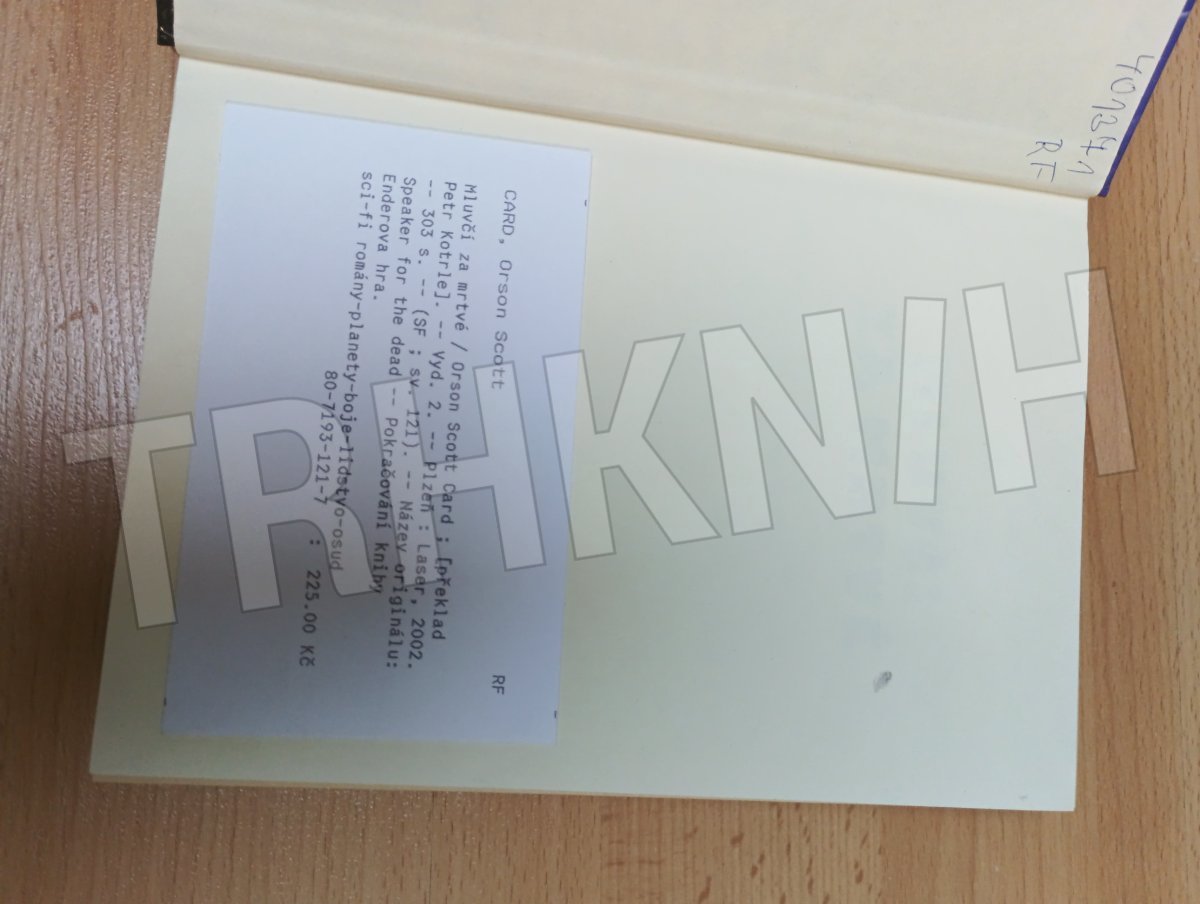 401371
RF
CARD, Orson Scott RF
Mluvčí za mrtvé / Orson Scott Card ; [překlad
Petr Kotrle]. -- Vyd. 2. -- Plzeň : Laser, 2002.
-- 303 s. -- (SF ; sv. 121). -- Název originálu:
Speaker for the dead -- Pokračování knihy
Enderova hra.
sci-fi romány-planety-boje-lidstvo-osud
80-7193-121-7 : 225.00 Kč
TRHKNIH